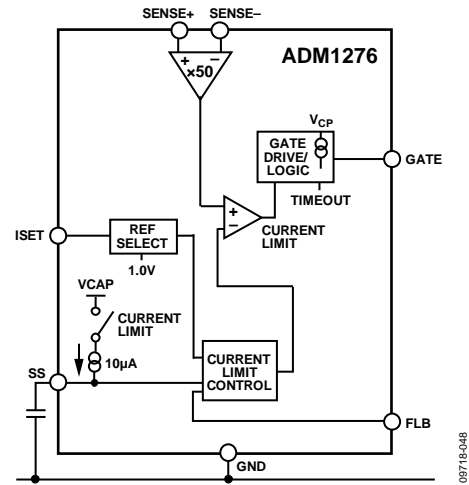 SENSE+ SENSE–
ADM1276
+ –
×50
VCP
GATE
DRIVE/
LOGIC
GATE
TIMEOUT
+
–
CURRENT
LIMIT
ISET
REF
SELECT
1.0V
VCAP
CURRENT
LIMIT
10µA
SS
CURRENT
LIMIT
CONTROL
FLB
GND
09718-048